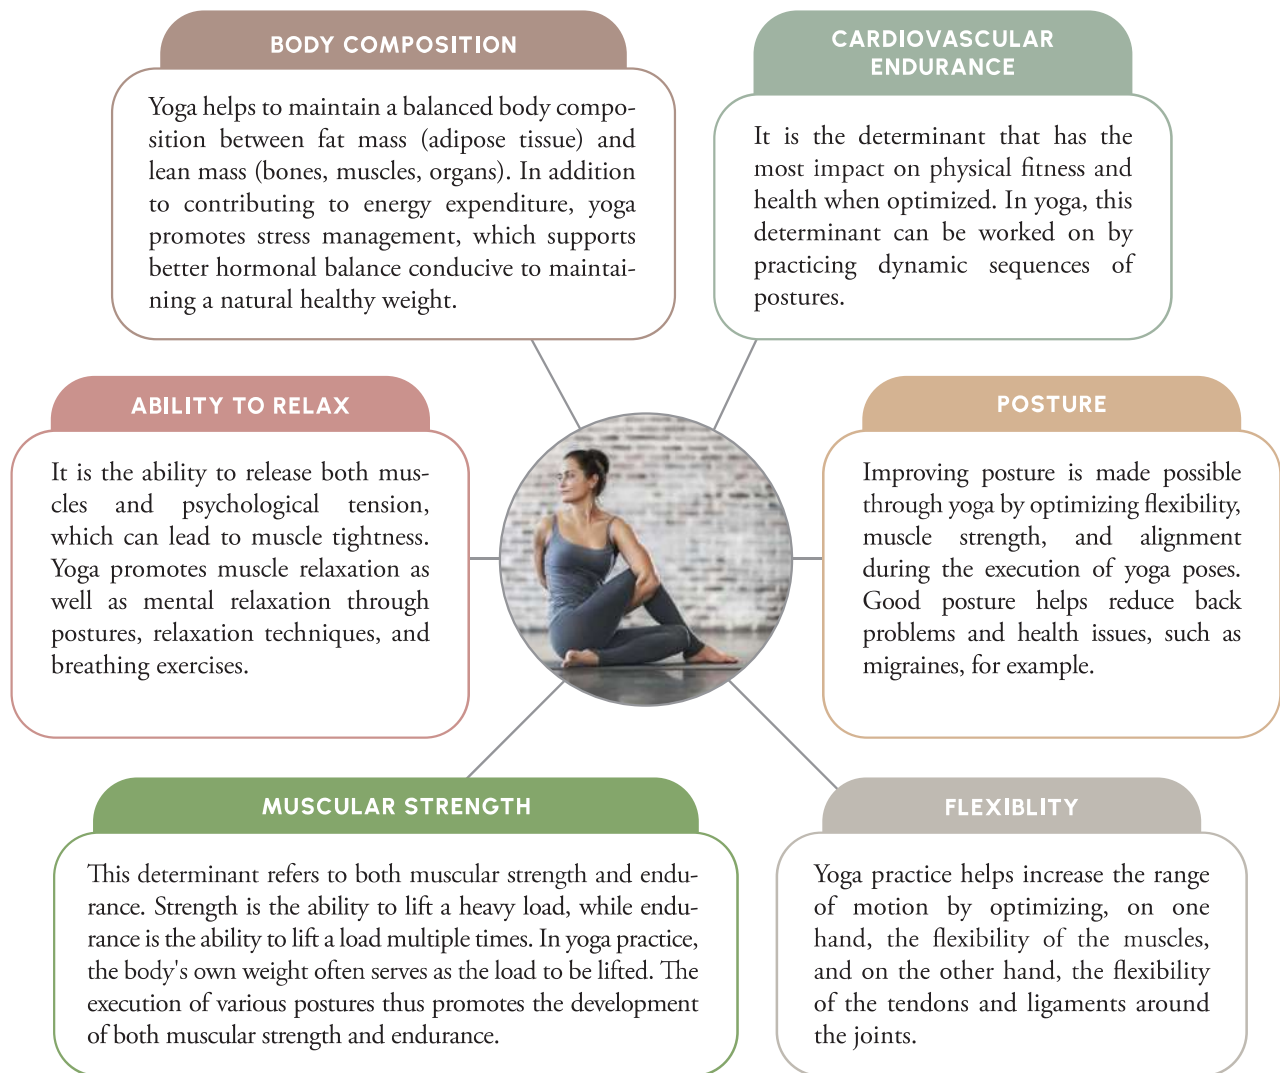 BODY COMPOSITION
Yoga helps to maintain a balanced body compo-
sition between fat mass (adipose tissue) and
lean mass (bones, muscles, organs). In addition
to contributing to energy expenditure, yoga
promotes stress management, which supports
better hormonal balance conducive to maintai-
ning a natural healthy weight.
CARDIOVASCULAR
ENDURANCE
It is the determinant that has the
most impact on physical fitness and
health when optimized. In yoga, this
determinant can be worked on by
practicing dynamic sequences of
postures.
ABILITY TO RELAX
It is the ability to release both mus-
cles and psychological tension,
which can lead to muscle tightness.
Yoga promotes muscle relaxation as
well as mental relaxation through
postures, relaxation techniques, and
breathing exercises.
POSTURE
Improving posture is made possible
through yoga by optimizing flexibility,
muscle strength, and alignment
during the execution of yoga poses.
Good posture helps reduce back
problems and health issues, such as
migraines, for example.
MUSCULAR STRENGTH
This determinant refers to both muscular strength and endu-
rance. Strength is the ability to lift a heavy load, while endu-
rance is the ability to lift a load multiple times. In yoga practice,
the body's own weight often serves as the load to be lifted. The
execution of various postures thus promotes the development
of both muscular strength and endurance.
FLEXIBLITY
Yoga practice helps increase the range
of motion by optimizing, on one
hand, the flexibility of the muscles,
and on the other hand, the flexibility
of the tendons and ligaments around
the joints.